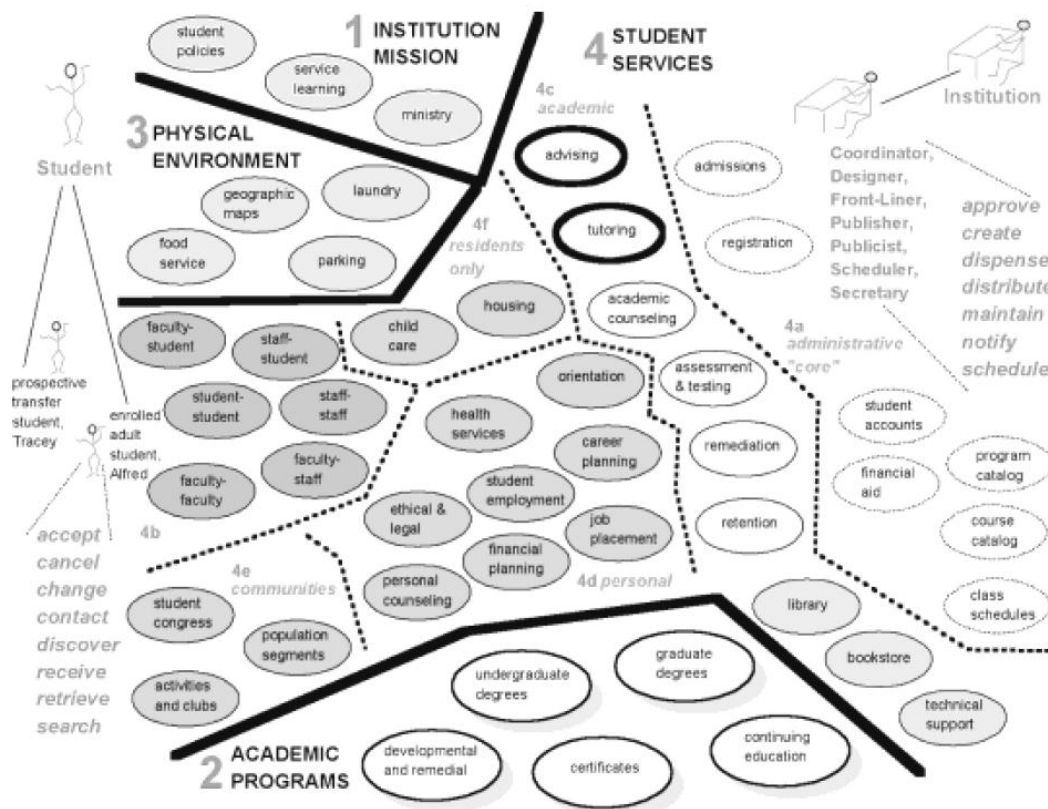 1 INSTITUTION
MISSION
student
policies
service
learning
ministry
3 PHYSICAL
ENVIRONMENT
geographic
maps
laundry
food
service
parking
4 STUDENT
SERVICES
4c
academic
advising
tutoring
admissions
registration
Institution
Coordinator,
Designer,
Front-Liner,
Publisher,
Publicist,
Scheduler,
Secretary
approve
create
dispense
distribute
maintain
notify
schedule
Student
prospective
transfer
student,
Tracey
enrolled
adult
student,
Alfred
accept
cancel
change
contact
discover
receive
retrieve
search
4f
residents
only
housing
child
care
academic
counseling
4a
administrative
"core"
faculty-
student
staff-
student
student-
student
staff-
staff
faculty-
staff
faculty-
faculty
4b
orientation
assessment
& testing
health
services
career
planning
remediation
student
accounts
financial
aid
program
catalog
course
catalog
class
schedules
student
employment
ethical &
legal
job
placement
retention
financial
planning
personal
counseling
4d personal
4e
communities
student
congress
population
segments
activities
and clubs
library
bookstore
technical
support
undergraduate
degrees
graduate
degrees
2 ACADEMIC
PROGRAMS
developmental
and remedial
certificates
continuing
education